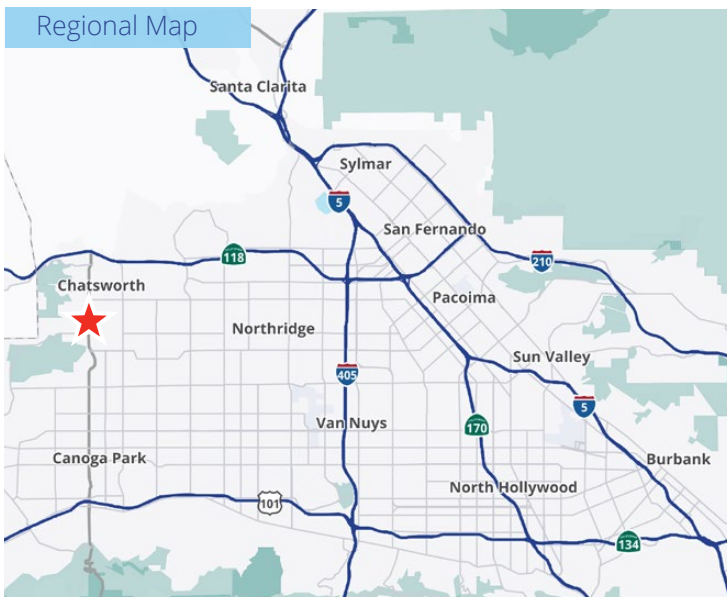 Regional Map
Santa Clarita
Sylmar
5
San Fernando
118
210
Chatsworth
Pacoima
Northridge
Sun Valley
405
5
Van Nuys
170
Canoga Park
Burbank
North Hollywood
101
134